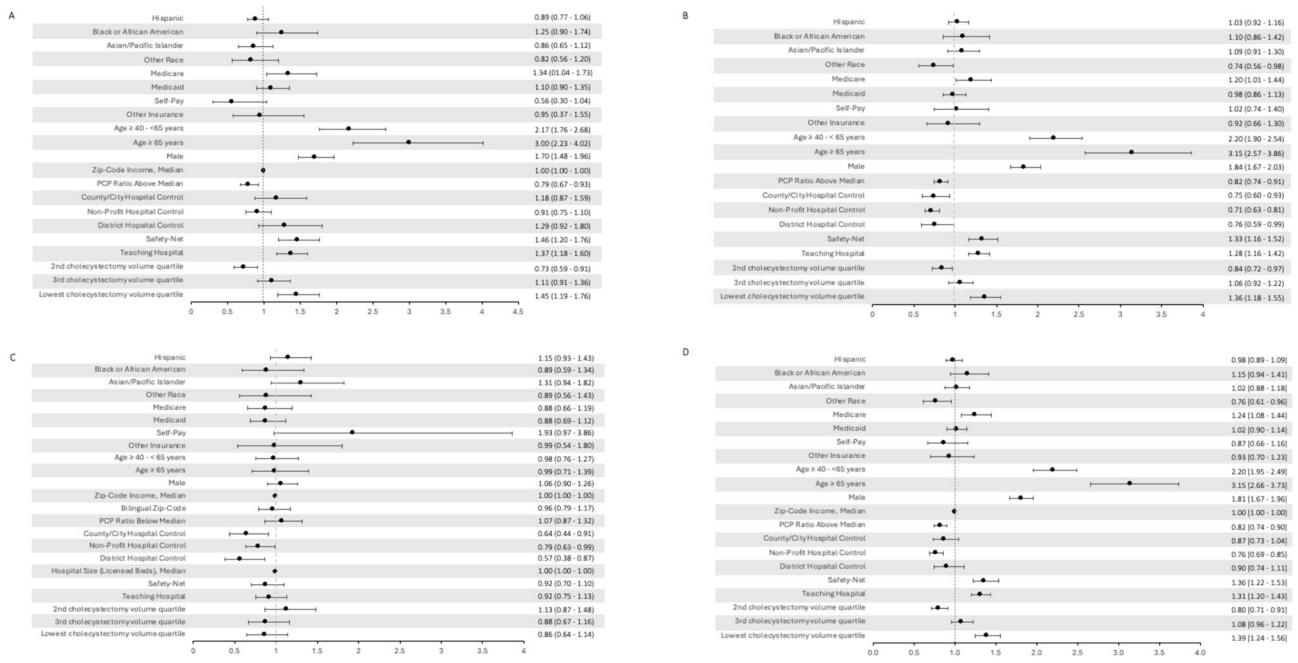 A
Hispanic 0.89 (0.77 - 1.06)
Black or African American 1.25 (0.90 - 1.74)
Asian/Pacific Islander 0.86 (0.65 - 1.12)
Other Race 0.82 (0.56 - 1.20)
Medicare 1.34 (01.04 - 1.73)
Medicaid 1.10 (0.90 - 1.35)
Self-Pay 0.56 (0.30 - 1.04)
Other Insurance 0.95 (0.37 - 1.55)
Age ≥ 40 - <65 years 2.17 (1.76 - 2.68)
Age ≥ 65 years 3.00 (2.23 - 4.02)
Male 1.70 (1.48 - 1.96)
Zip-Code Income, Median 1.00 (1.00 - 1.00)
PCP Ratio Above Median 0.79 (0.67 - 0.93)
County/City Hospital Control 1.18 (0.87 - 1.59)
Non-Profit Hospital Control 0.91 (0.75 - 1.10)
District Hopsital Control 1.29 (0.92 - 1.80)
Safety-Net 1.46 (1.20 - 1.76)
Teaching Hospital 1.37 (1.18 - 1.60)
2nd cholecystectomy volume quartile 0.73 (0.59 - 0.91)
3rd cholecystectomy volume quartile 1.11 (0.91 - 1.36)
Lowest cholecystectomy volume quartile 1.45 (1.19 - 1.76)
0 0.5 1 1.5 2 2.5 3 3.5 4 4.5
B
Hispanic 1.03 (0.92 - 1.16)
Black or African American 1.10 (0.86 - 1.42)
Asian/Pacific Islander 1.09 (0.91 - 1.30)
Other Race 0.74 (0.56 - 0.98)
Medicare 1.20 (1.01 - 1.44)
Medicaid 0.98 (0.86 - 1.13)
Self-Pay 1.02 (0.74 - 1.40)
Other Insurance 0.92 (0.66 - 1.30)
Age ≥ 40 - < 65 years 2.20 (1.90 - 2.54)
Age ≥ 65 years 3.15 (2.57 - 3.86)
Male 1.84 (1.67 - 2.03)
PCP Ratio Above Median 0.82 (0.74 - 0.91)
County/City Hospital Control 0.75 (0.60 - 0.93)
Non-Profit Hospital Control 0.71 (0.63 - 0.81)
District Hospital Control 0.76 (0.59 - 0.99)
Safety-Net 1.33 (1.16 - 1.52)
Teaching Hospital 1.28 (1.16 - 1.42)
2nd cholecystectomy volume quartile 0.84 (0.72 - 0.97)
3rd cholecystectomy volume quartile 1.06 (0.92 - 1.22)
Lowest cholecystectomy volume quartile 1.36 (1.18 - 1.55)
0 0.5 1.0 1.5 2.0 2.5 3.0 3.5 4.0
C
Hispanic 1.15 (0.93 - 1.43)
Black or African American 0.89 (0.59 - 1.34)
Asian/Pacific Islander 1.31 (0.94 - 1.82)
Other Race 0.89 (0.56 - 1.43)
Medicare 0.88 (0.66 - 1.19)
Medicaid 0.88 (0.69 - 1.12)
Self-Pay 1.93 (0.97 - 3.86)
Other Insurance 0.99 (0.54 - 1.80)
Age ≥ 40 - < 65 years 0.98 (0.76 - 1.27)
Age ≥ 65 years 0.99 (0.71 - 1.39)
Male 1.06 (0.90 - 1.26)
Zip-Code Income, Median 1.00 (1.00 - 1.00)
Bilingual Zip-Code 0.96 (0.79 - 1.17)
PCP Ratio Below Median 1.07 (0.87 - 1.32)
County/City Hospital Control 0.64 (0.44 - 0.91)
Non-Profit Hospital Control 0.79 (0.63 - 0.99)
District Hospital Control 0.57 (0.38 - 0.87)
Hospital Size (Licensed Beds), Median 1.00 (1.00 - 1.00)
Safety-Net 0.92 (0.70 - 1.10)
Teaching Hospital 0.92 (0.75 - 1.13)
2nd cholecystectomy volume quartile 1.13 (0.87 - 1.48)
3rd cholecystectomy volume quartile 0.88 (0.67 - 1.16)
Lowest cholecystectomy volume quartile 0.86 (0.64 - 1.14)
0 0.5 1 1.5 2 2.5 3 3.5 4
D
Hispanic 0.98 [0.89 - 1.09]
Black or African American 1.15 (0.94 - 1.41)
Asian/Pacific Islander 1.02 (0.88 - 1.18)
Other Race 0.76 (0.61 - 0.96)
Medicare 1.24 (1.08 - 1.44)
Medicaid 1.02 (0.90 - 1.14)
Self-Pay 0.87 (0.66 - 1.16)
Other Insurance 0.93 (0.70 - 1.23)
Age ≥ 40 - <65 years 2.20 (1.95 - 2.49)
Age ≥ 65 years 3.15 (2.66 - 3.73)
Male 1.81 (1.67 - 1.96)
Zip-Code Income, Median 1.00 (1.00 - 1.00)
PCP Ratio Above Median 0.82 (0.74 - 0.90)
County/City Hospital Control 0.87 (0.73 - 1.04)
Non-Profit Hospital Control 0.76 (0.69 - 0.85)
District Hopaital Control 0.90 (0.74 - 1.11)
Safety-Net 1.36 (1.22 - 1.53)
Teaching Hospital 1.31 (1.20 - 1.43)
2nd cholecystectomy volume quartile 0.80 (0.71 - 0.91)
3rd cholecystectomy volume quartile 1.08 (0.96 - 1.22)
Lowest cholecystectomy volume quartile 1.39 (1.24 - 1.56)
0.0 0.5 1.0 1.5 2.0 2.5 3.0 3.5 4.0